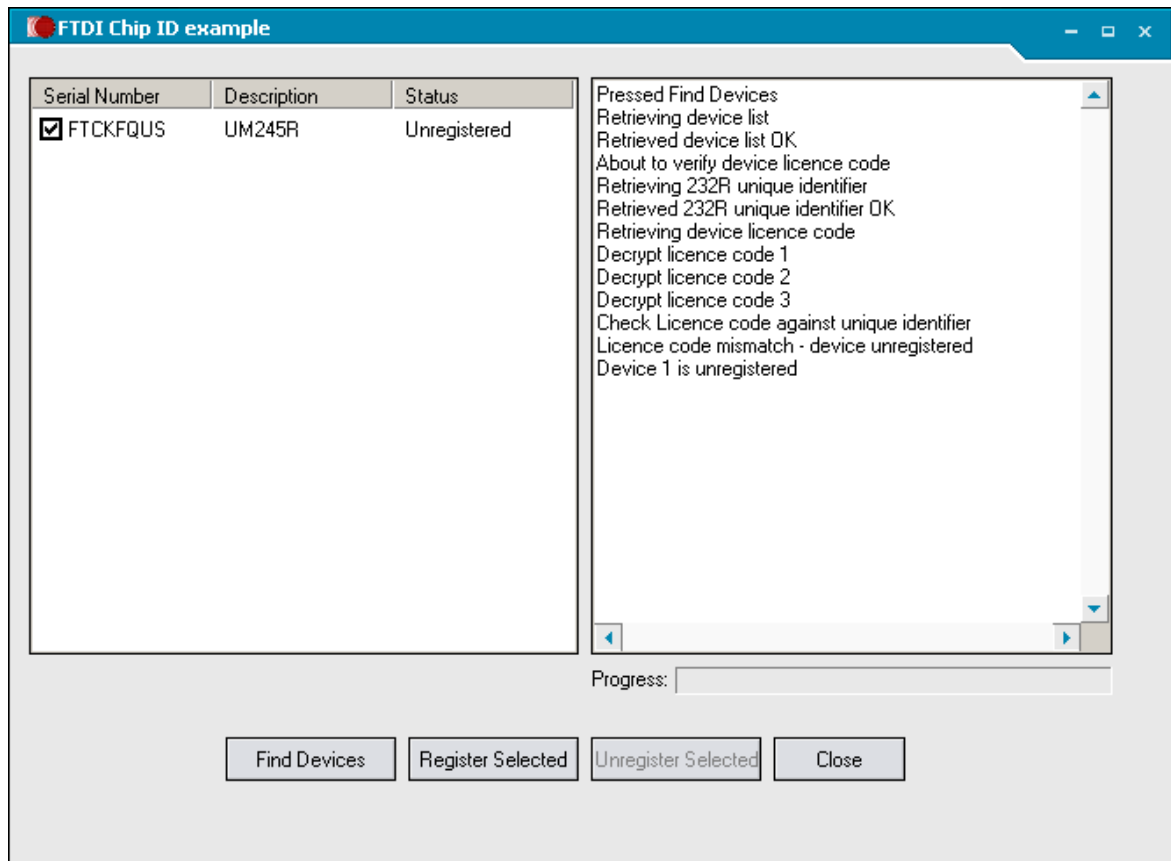 FTDI Chip ID example
Serial Number Description Status
FTCKFQUS UM245R Unregistered
Pressed Find Devices
Retrieving device list
Retrieved device list OK
About to verify device licence code
Retrieving 232R unique identifier
Retrieved 232R unique identifier OK
Retrieving device licence code
Decrypt licence code 1
Decrypt licence code 2
Decrypt licence code 3
Check Licence code against unique identifier
Licence code mismatch - device unregistered
Device 1 is unregistered
Progress:
Find Devices Register Selected Unregister Selected Close